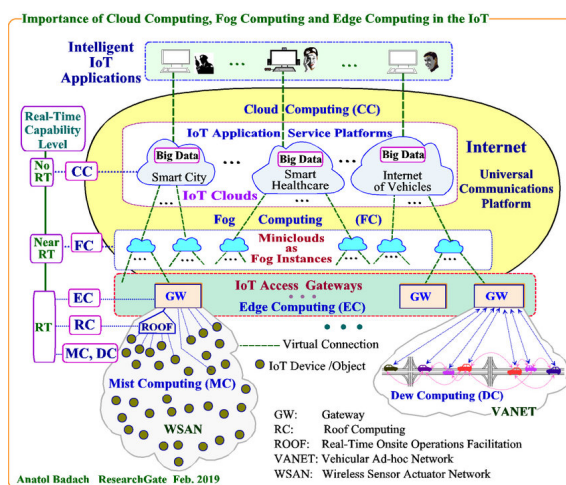 Importance of Cloud Computing, Fog Computing and Edge Computing in the IoT
Intelligent
IoT
Applications
... ...
Real-Time
Capability
Level
Cloud Computing (CC)
IoT Application Service Platforms
Internet
Big Data
Big Data
Big Data
No
RT
CC
Smart City
...
Smart
Healthcare
...
Internet
of Vehicles
Universal
Communications
Platform
IoT Clouds
Fog Computing (FC)
Near
RT
FC
Miniclouds
as
Fog Instances
IoT Access Gateways
EC
GW
Edge Computing (EC)
GW
GW
RT
RC
ROOF
MC, DC
Virtual Connection
IoT Device /Object
Mist Computing (MC)
WSAN
Dew Computing (DC)
VANET
GW: Gateway
RC: Roof Computing
ROOF: Real-Time Onsite Operations Facilitation
VANET: Vehicular Ad-hoc Network
WSAN: Wireless Sensor Actuator Network
Anatol Badach ResearchGate Feb. 2019